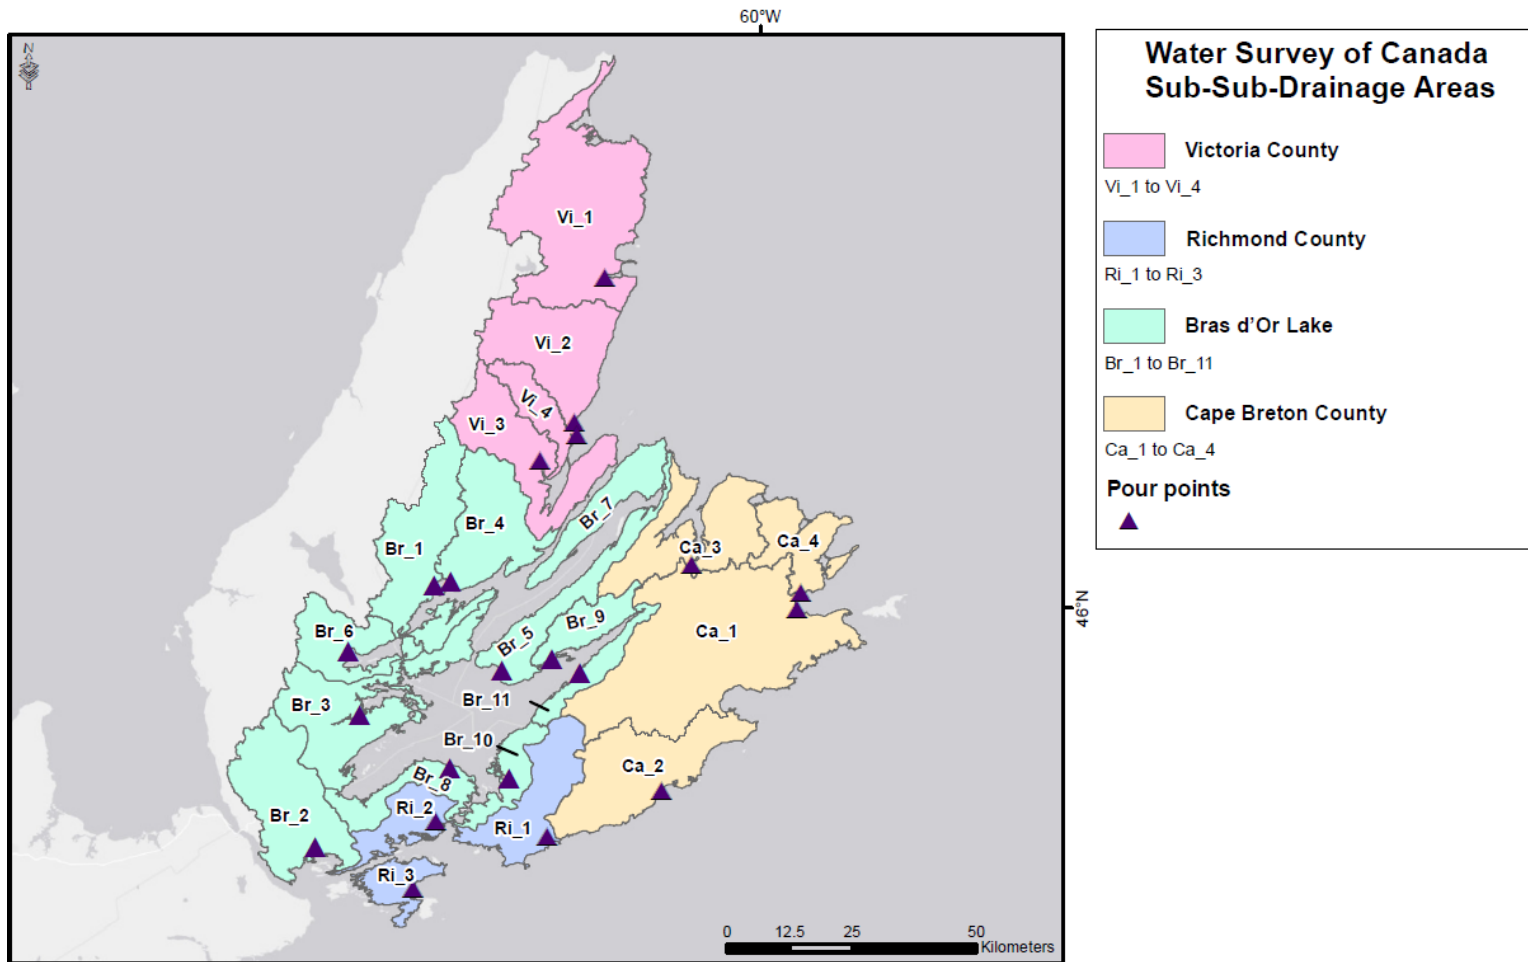 60°W
N
Water Survey of Canada
Sub-Sub-Drainage Areas
Victoria County
Vi_1 to Vi_4
Richmond County
Ri_1 to Ri_3
Bras d’Or Lake
Br_1 to Br_11
Cape Breton County
Ca_1 to Ca_4
Pour points
Vi_1
Vi_2
Vi_4
Vi_3
Br_7
Br_4
Br_1
Ca_3
Ca_4
46°N
Br_6
Br_5
Br_9
Ca_1
Br_11
Br_3
Br_10
Br_8
Ca_2
Ri_2
Br_2
Ri_1
Ri_3
0 12.5 25 50
Kilometers